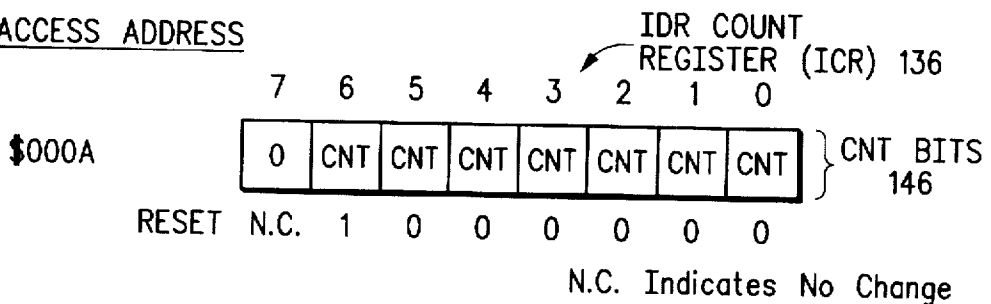 ACCESS ADDRESS
IDR COUNT
REGISTER (ICR) 136
7 6 5 4 3 2 1 0
$000A 0 CNT CNT CNT CNT CNT CNT CNT CNT BITS
146
RESET N.C. 1 0 0 0 0 0 0
N.C. Indicates No Change